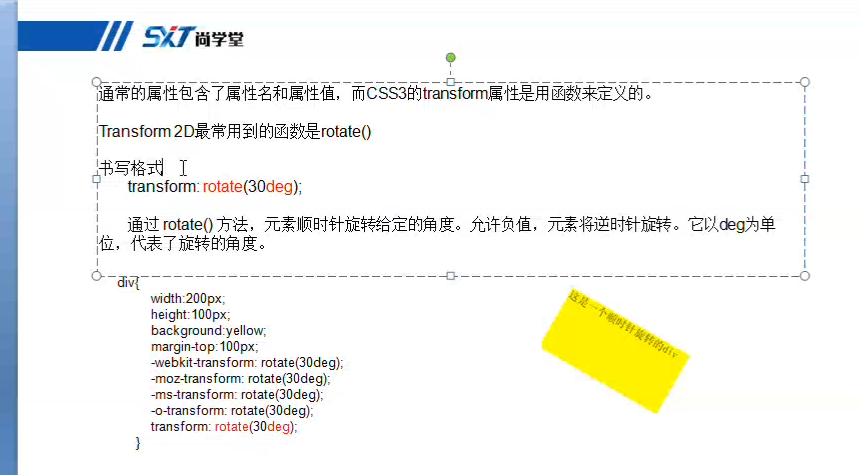 SXT尚学堂
通常的属性包含了属性名和属性值，而CSS3的transform属性是用函数来定义的。
Transform 2D最常用到的函数是rotate()
书写格式
transform: rotate(30deg);
通过 rotate() 方法，元素顺时针旋转给定的角度。允许负值，元素将逆时针旋转。它以deg为单
位，代表了旋转的角度。
div{
width:200px;
height:100px;
background:yellow;
margin-top:100px;
-webkit-transform: rotate(30deg);
-moz-transform: rotate(30deg);
-ms-transform: rotate(30deg);
-o-transform: rotate(30deg);
transform: rotate(30deg);
}
这是一个顺时针旋转的div